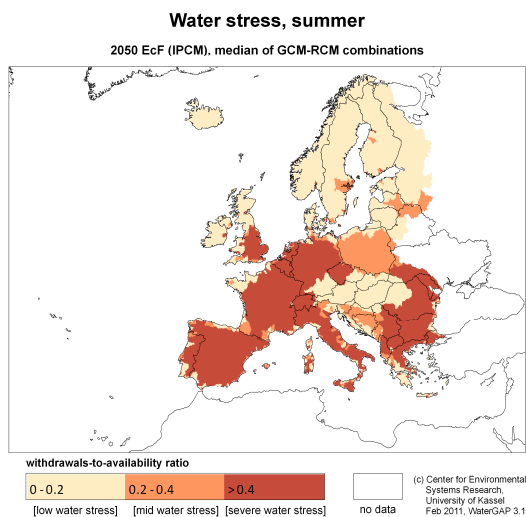 Water stress, summer
2050 EcF (IPCM), median of GCM-RCM combinations
withdrawals-to-availability ratio
0 - 0.2
0.2 - 0.4
>0.4
[low water stress]
[mid water stress]
[severe water stress]
no data
(c) Center for Environmental
Systems Research,
University of Kassel
Feb 2011, WaterGAP 3.1